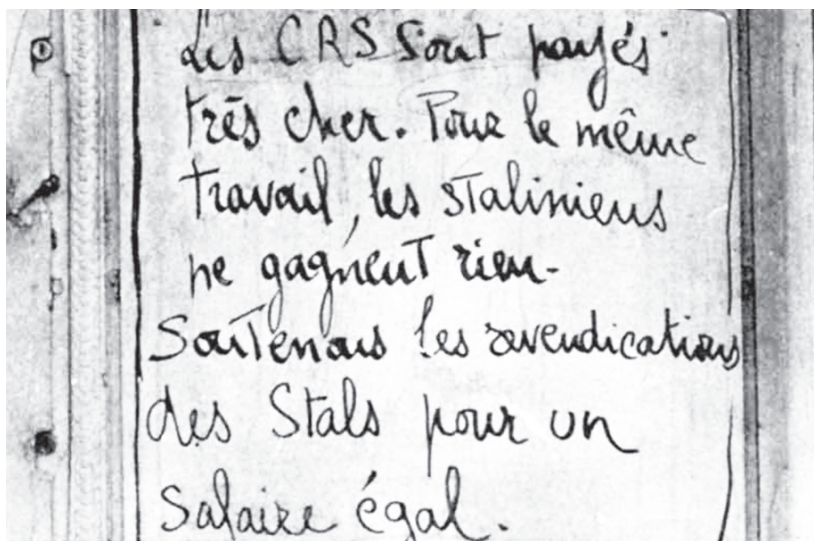 Les CRS sont payés
très cher. Pour le même
travail, les staliniens
ne gagnent rien.
Soutenons les revendications
des Stals pour un
salaire égal.